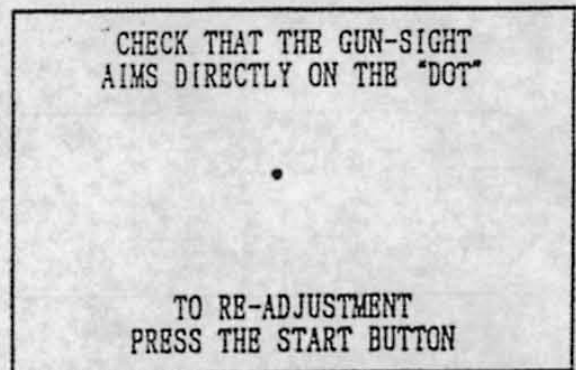 CHECK THAT THE GUN-SIGHT
AIMS DIRECTLY ON THE "DOT"
TO RE-ADJUSTMENT
PRESS THE START BUTTON